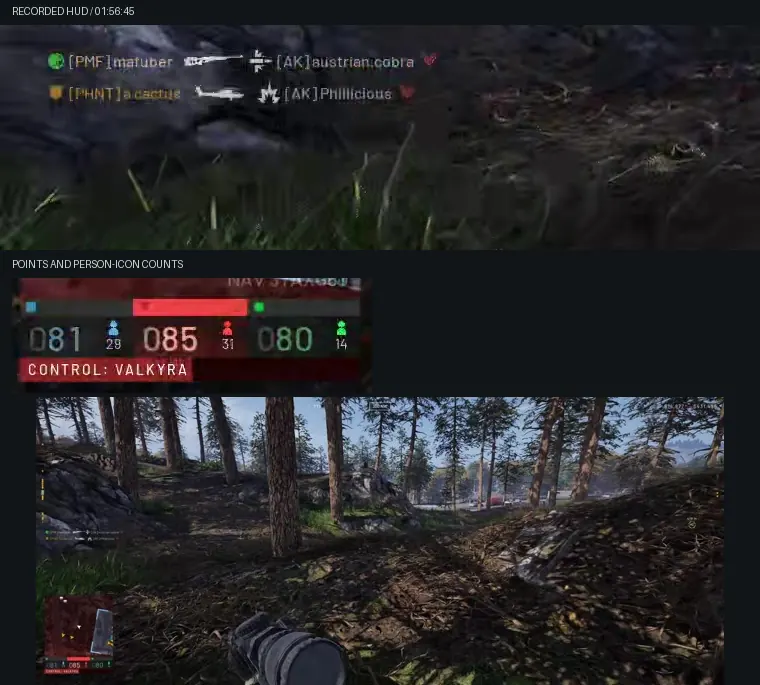 RECORDED HUD / 01:56:45
[PMF]mafuber [AK]austrian.cobra
[PHNT]a cactus [AK]Phillicious
POINTS AND PERSON-ICON COUNTS
081 29 085 31 080 14
CONTROL: VALKYRA